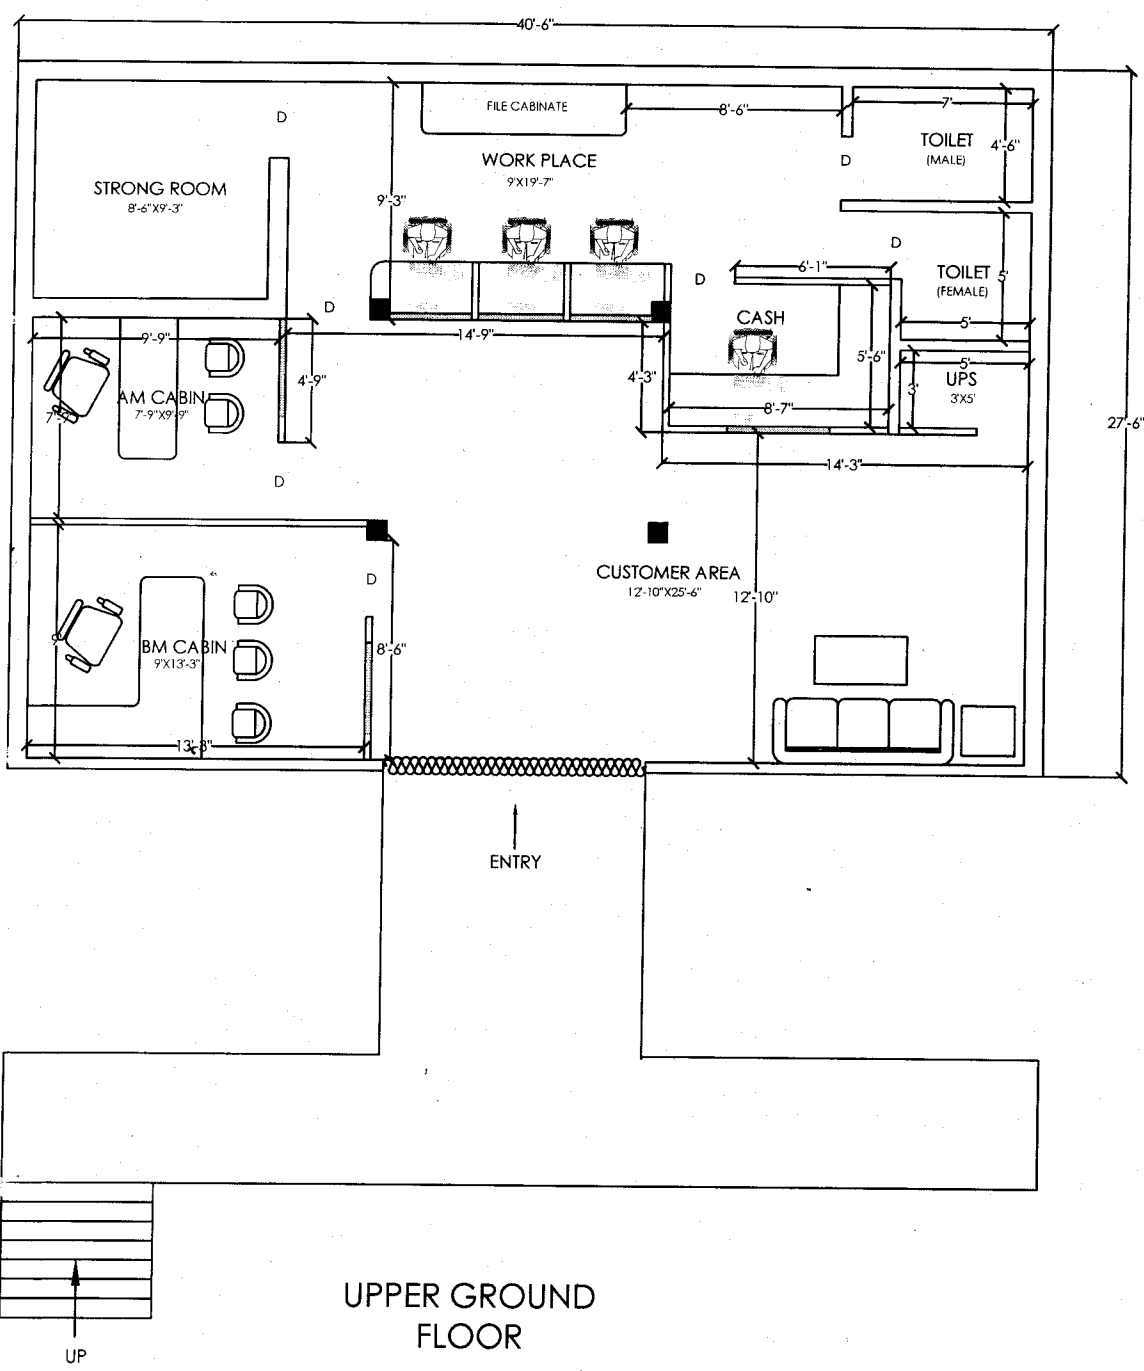 40'-6"
FILE CABINATE
8'-6"
7'
D
TOILET
(MALE)
4'-6"
WORK PLACE
9'X19'-7"
D
STRONG ROOM
8'-6"X9'-3"
9'-3"
D
6'-1"
TOILET
(FEMALE)
5'
D
D
CASH
5'
9'-9"
14'-9"
5'-6"
5'
4'-3"
4'-9"
UPS
3'X5'
3'
AM CABIN
7'-9"X9'-9"
7'-9"
8'-7"
27'-6"
14'-3"
D
CUSTOMER AREA
12'-10"X25'-6"
12'-10"
D
BM CABIN
9'X13'-3"
9'
8'-6"
13'-3"
ENTRY
UPPER GROUND
FLOOR
UP